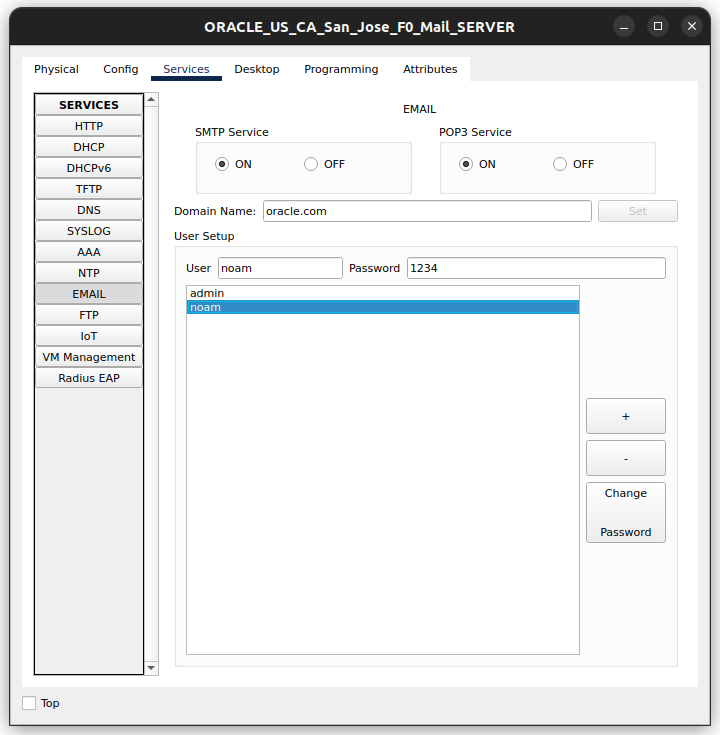 ORACLE_US_CA_San_Jose_F0_Mail_SERVER
Physical Config Services Desktop Programming Attributes
SERVICES
HTTP
DHCP
DHCPv6
TFTP
DNS
SYSLOG
AAA
NTP
EMAIL
FTP
IoT
VM Management
Radius EAP
EMAIL
SMTP Service POP3 Service
ON OFF ON OFF
Domain Name: oracle.com Set
User Setup
User noam Password 1234
admin
noam
+
-
Change
Password
Top